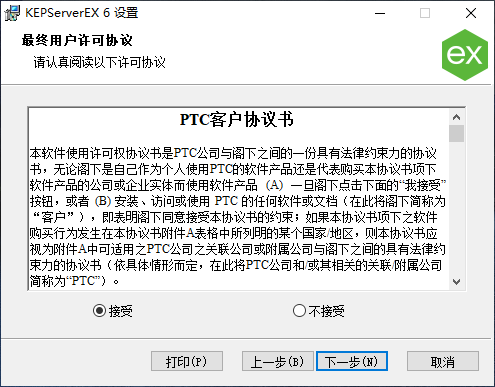 KEPServerEX 6 设置
最终用户许可协议
请认真阅读以下许可协议
ex
PTC客户协议书
本软件使用许可权协议书是PTC公司与阁下之间的一份具有法律约束力的协议
书，无论阁下是自己作为个人使用PTC的软件产品还是代表购买本协议书项下
软件产品的公司或企业实体而使用软件产品 (A) 一旦阁下点击下面的“我接受”
按钮，或者 (B) 安装、访问或使用 PTC 的任何软件或文档（在此将阁下简称为
“客户”），即表明阁下同意接受本协议书的约束；如果本协议书项下之软件
购买行为发生在本协议书附件A表格中所列明的某个国家/地区，则本协议书应
视为附件A中可适用之PTC公司之关联公司或附属公司与阁下之间的具有法律约
束力的协议书（依具体情形而定，在此将PTC公司和/或其相关的关联/附属公司
简称为“PTC”）。
接受 不接受
打印(P) 上一步(B) 下一步(N) 取消